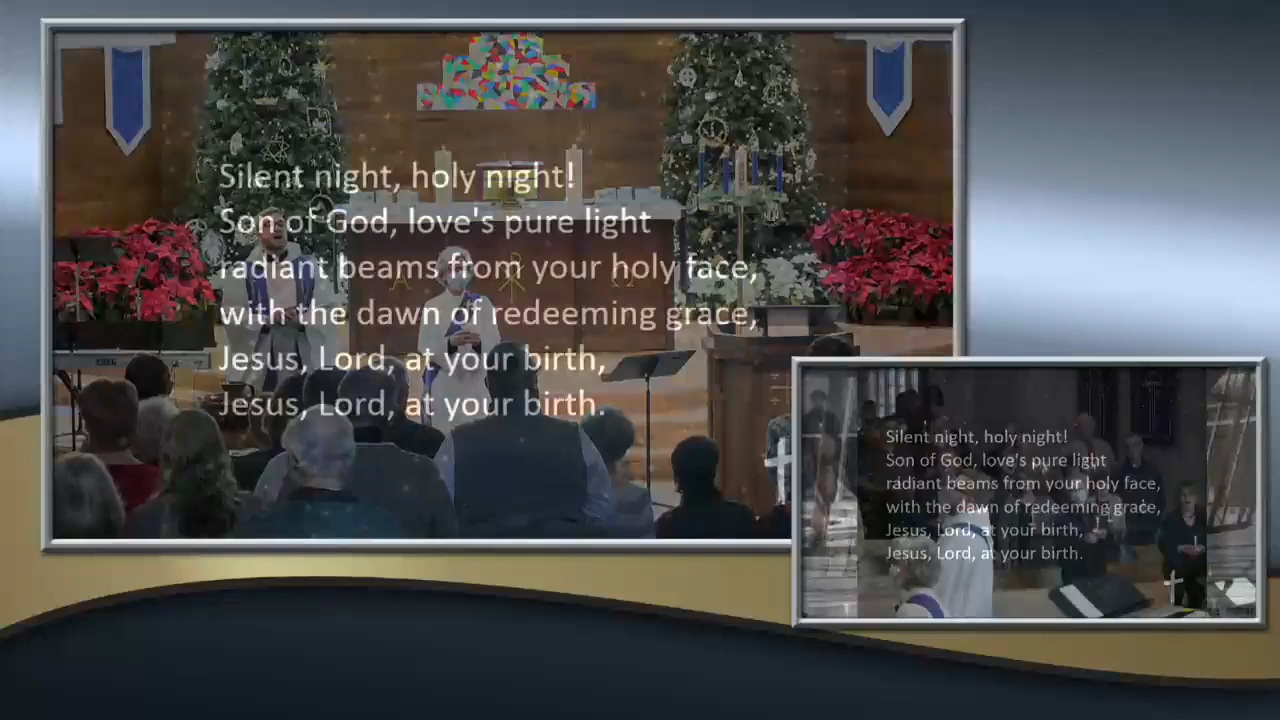 Silent night, holy night!
Son of God, love's pure light
radiant beams from your holy face,
with the dawn of redeeming grace,
Jesus, Lord, at your birth,
Jesus, Lord, at your birth.
Silent night, holy night!
Son of God, love's pure light
radiant beams from your holy face,
with the dawn of redeeming grace,
Jesus, Lord, at your birth,
Jesus, Lord, at your birth.